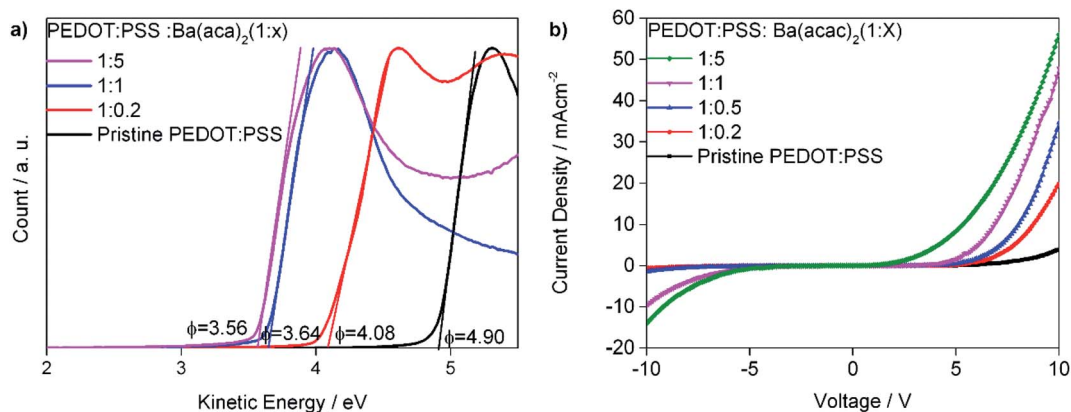 a)
PEDOT:PSS :Ba(aca)₂(1:x)
1:5
1:1
1:0.2
Pristine PEDOT:PSS
Count / a. u.
ϕ=3.56
ϕ=3.64
ϕ=4.08
ϕ=4.90
2 3 4 5
Kinetic Energy / eV
b)
PEDOT:PSS: Ba(acac)₂(1:X)
1:5
1:1
1:0.5
1:0.2
Pristine PEDOT:PSS
Current Density / mAcm⁻²
60
50
40
30
20
10
0
-10
-20
-10 -5 0 5 10
Voltage / V